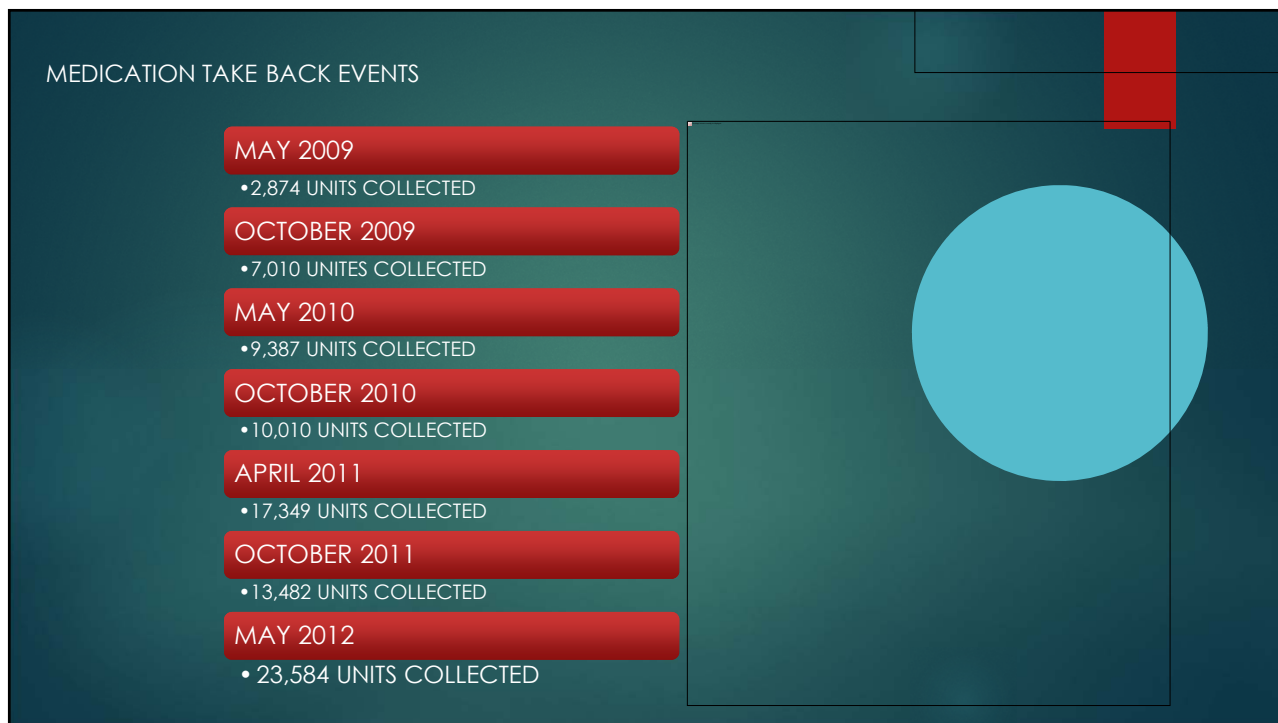 MEDICATION TAKE BACK EVENTS
MAY 2009
•2,874 UNITS COLLECTED
OCTOBER 2009
•7,010 UNITES COLLECTED
MAY 2010
•9,387 UNITS COLLECTED
OCTOBER 2010
•10,010 UNITS COLLECTED
APRIL 2011
•17,349 UNITS COLLECTED
OCTOBER 2011
•13,482 UNITS COLLECTED
MAY 2012
• 23,584 UNITS COLLECTED